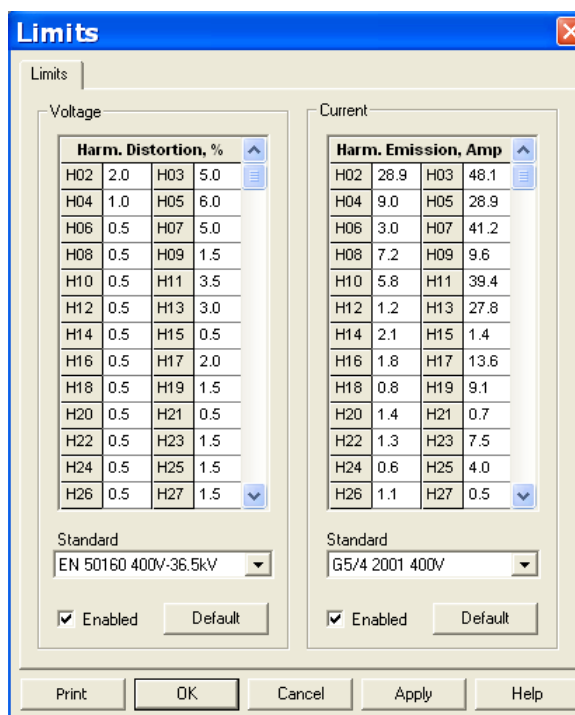 Limits
Limits
Voltage
Harm. Distortion, %
H02 2.0 H03 5.0
H04 1.0 H05 6.0
H06 0.5 H07 5.0
H08 0.5 H09 1.5
H10 0.5 H11 3.5
H12 0.5 H13 3.0
H14 0.5 H15 0.5
H16 0.5 H17 2.0
H18 0.5 H19 1.5
H20 0.5 H21 0.5
H22 0.5 H23 1.5
H24 0.5 H25 1.5
H26 0.5 H27 1.5
Standard
EN 50160 400V-36.5kV
Enabled
Default
Current
Harm. Emission, Amp
H02 28.9 H03 48.1
H04 9.0 H05 28.9
H06 3.0 H07 41.2
H08 7.2 H09 9.6
H10 5.8 H11 39.4
H12 1.2 H13 27.8
H14 2.1 H15 1.4
H16 1.8 H17 13.6
H18 0.8 H19 9.1
H20 1.4 H21 0.7
H22 1.3 H23 7.5
H24 0.6 H25 4.0
H26 1.1 H27 0.5
Standard
G5/4 2001 400V
Enabled
Default
Print OK Cancel Apply Help